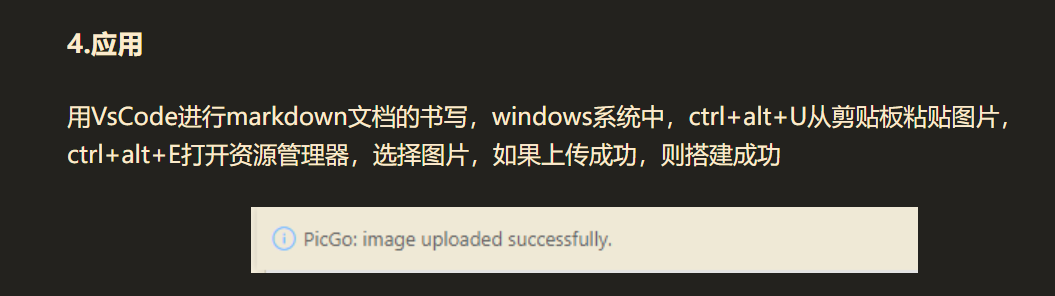 4.应用
用VsCode进行markdown文档的书写，windows系统中，ctrl+alt+U从剪贴板粘贴图片，
ctrl+alt+E打开资源管理器，选择图片，如果上传成功，则搭建成功
PicGo: image uploaded successfully.